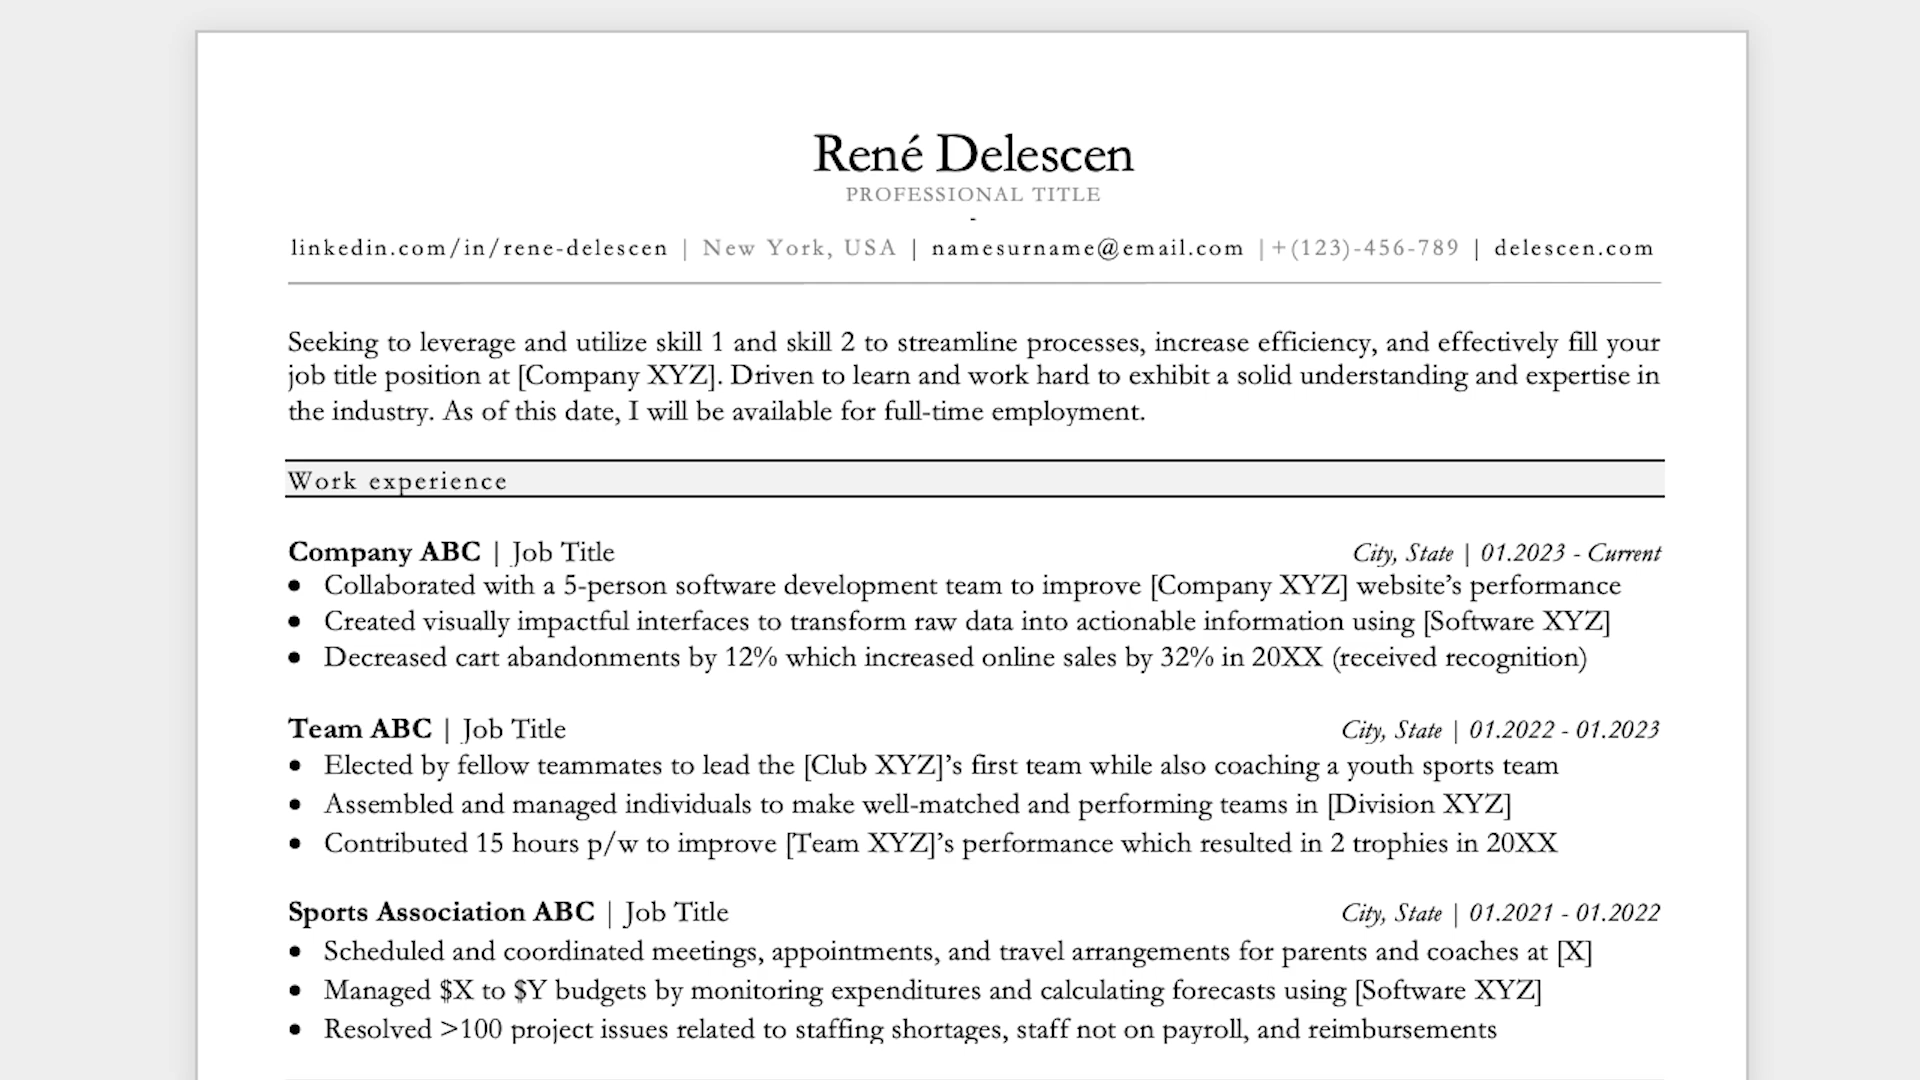 René Delescen
PROFESSIONAL TITLE
-
linkedin.com/in/rene-delescen | New York, USA | namesurname@email.com |+(123)-456-789 | delescen.com
Seeking to leverage and utilize skill 1 and skill 2 to streamline processes, increase efficiency, and effectively fill your
job title position at [Company XYZ]. Driven to learn and work hard to exhibit a solid understanding and expertise in
the industry. As of this date, I will be available for full-time employment.
Work experience
Company ABC | Job Title City, State | 01.2023 - Current
● Collaborated with a 5-person software development team to improve [Company XYZ] website’s performance
● Created visually impactful interfaces to transform raw data into actionable information using [Software XYZ]
● Decreased cart abandonments by 12% which increased online sales by 32% in 20XX (received recognition)
Team ABC | Job Title City, State | 01.2022 - 01.2023
● Elected by fellow teammates to lead the [Club XYZ]’s first team while also coaching a youth sports team
● Assembled and managed individuals to make well-matched and performing teams in [Division XYZ]
● Contributed 15 hours p/w to improve [Team XYZ]’s performance which resulted in 2 trophies in 20XX
Sports Association ABC | Job Title City, State | 01.2021 - 01.2022
● Scheduled and coordinated meetings, appointments, and travel arrangements for parents and coaches at [X]
● Managed $X to $Y budgets by monitoring expenditures and calculating forecasts using [Software XYZ]
● Resolved >100 project issues related to staffing shortages, staff not on payroll, and reimbursements